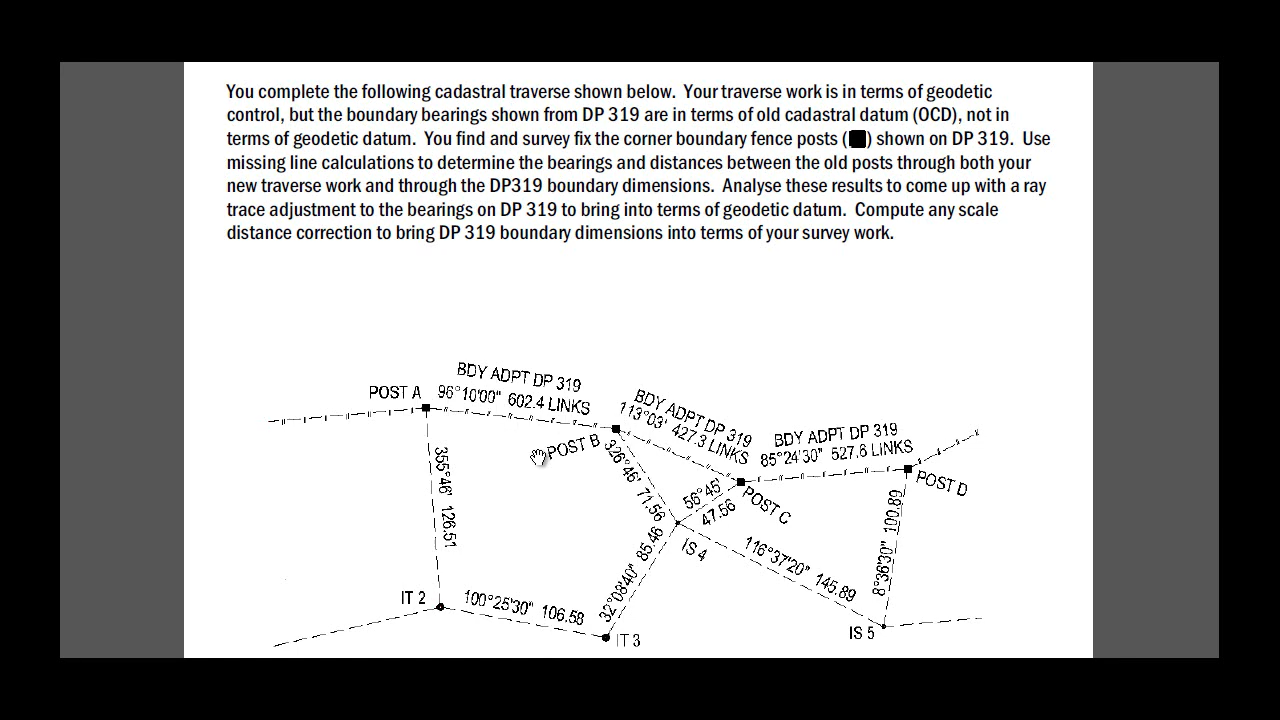 You complete the following cadastral traverse shown below. Your traverse work is in terms of geodetic
control, but the boundary bearings shown from DP 319 are in terms of old cadastral datum (OCD), not in
terms of geodetic datum. You find and survey fix the corner boundary fence posts (■) shown on DP 319. Use
missing line calculations to determine the bearings and distances between the old posts through both your
new traverse work and through the DP319 boundary dimensions. Analyse these results to come up with a ray
trace adjustment to the bearings on DP 319 to bring into terms of geodetic datum. Compute any scale
distance correction to bring DP 319 boundary dimensions into terms of your survey work.
BDY ADPT DP 319
POST A
96°10'00" 602.4 LINKS
BDY ADPT DP 319
113°03' 427.3 LINKS
BDY ADPT DP 319
85°24'30" 527.6 LINKS
POST B
POST C
POST D
355°46' 126.51
326°46' 71.56
56°45'
47.56
IS 4
32°08'40" 85.46
116°37'20" 145.89
8°36'30" 100.89
IT 2
100°25'30" 106.58
IT 3
IS 5